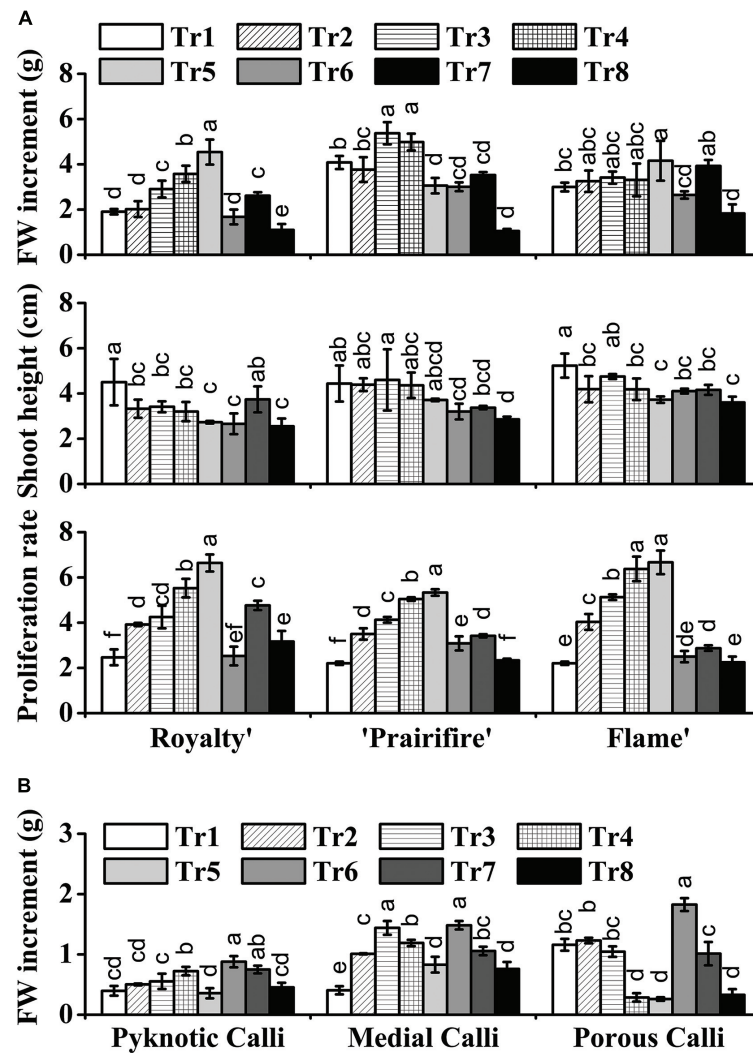 A
Tr1 Tr2 Tr3 Tr4
Tr5 Tr6 Tr7 Tr8
FW increment (g)
8
6
4
2
0
d d c b a d c e
b bc a a d cd cd d
bc abc abc abc a cd ab d
Shoot height (cm)
8
6
4
2
0
a bc bc bc c c ab c
ab abc a abc abcd cd bcd d
a bc ab bc c bc bc c
Proliferation rate
8
6
4
2
0
f d cd b a ef c e
f d c b a e d f
e c b a a de d e
Royalty' 'Prairifire' Flame'
B
Tr1 Tr2 Tr3 Tr4
Tr5 Tr6 Tr7 Tr8
FW increment (g)
3
2
1
0
cd cd c b d a ab cd
e c a b d a bc d
bc b bc d d a c d
Pyknotic Calli Medial Calli Porous Calli